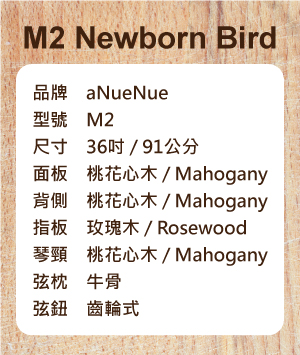 M2 Newborn Bird
品牌 aNueNue
型號 M2
尺寸 36吋 / 91公分
面板 桃花心木 / Mahogany
背側 桃花心木 / Mahogany
指板 玫瑰木 / Rosewood
琴頸 桃花心木 / Mahogany
弦枕 牛骨
弦鈕 齒輪式